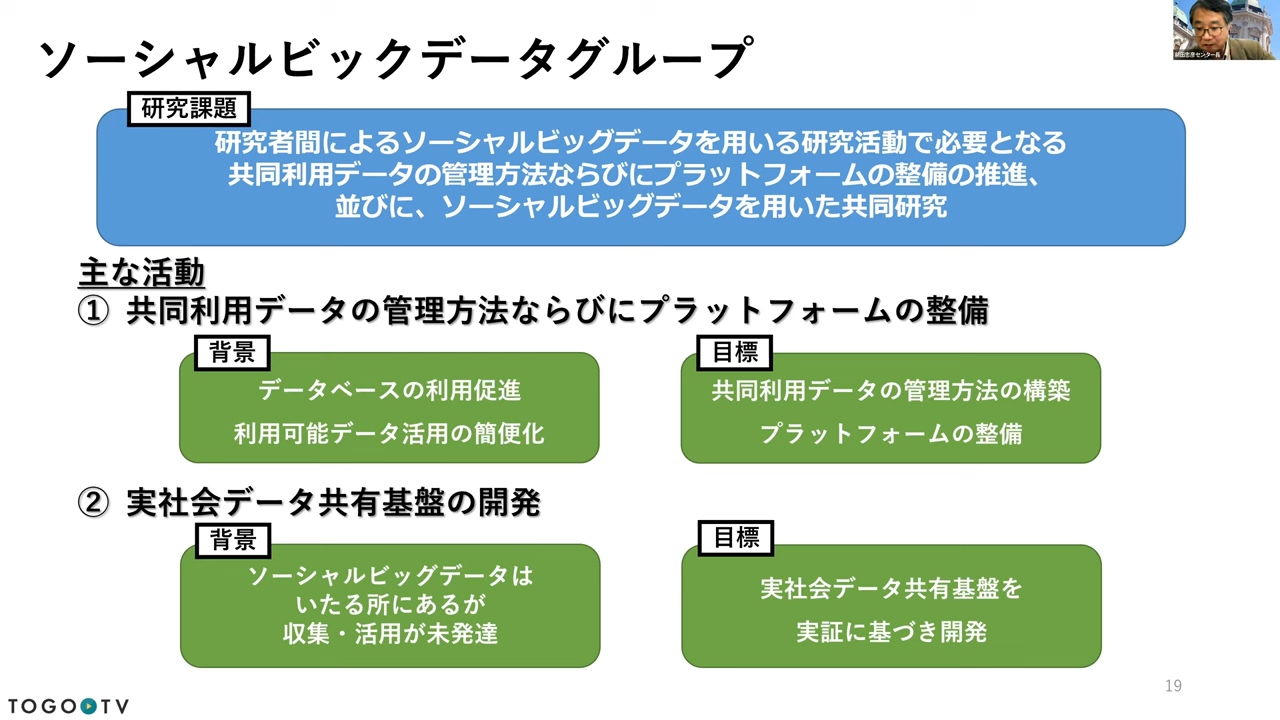 ソーシャルビックデータグループ
研究課題
研究者間によるソーシャルビッグデータを用いる研究活動で必要となる
共同利用データの管理方法ならびにプラットフォームの整備の推進、
並びに、ソーシャルビッグデータを用いた共同研究
主な活動
① 共同利用データの管理方法ならびにプラットフォームの整備
背景
データベースの利用促進
利用可能データ活用の簡便化
目標
共同利用データの管理方法の構築
プラットフォームの整備
② 実社会データ共有基盤の開発
背景
ソーシャルビッグデータは
いたる所にあるが
収集・活用が未発達
目標
実社会データ共有基盤を
実証に基づき開発
19
TOGO TV